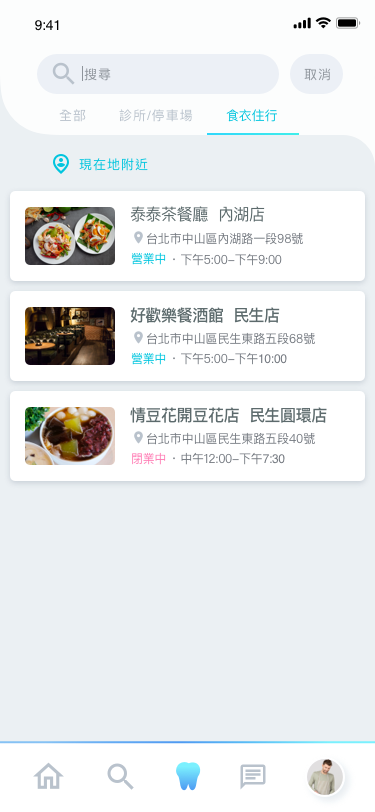 9:41
搜尋
取消
全部
診所/停車場
食衣住行
現在地附近
泰泰茶餐廳 內湖店
台北市中山區內湖路一段98號
營業中 · 下午5:00–下午9:00
好歡樂餐酒館 民生店
台北市中山區民生東路五段68號
營業中 · 下午5:00–下午10:00
情豆花開豆花店 民生圓環店
台北市中山區民生東路五段40號
閉業中 · 中午12:00–下午7:30